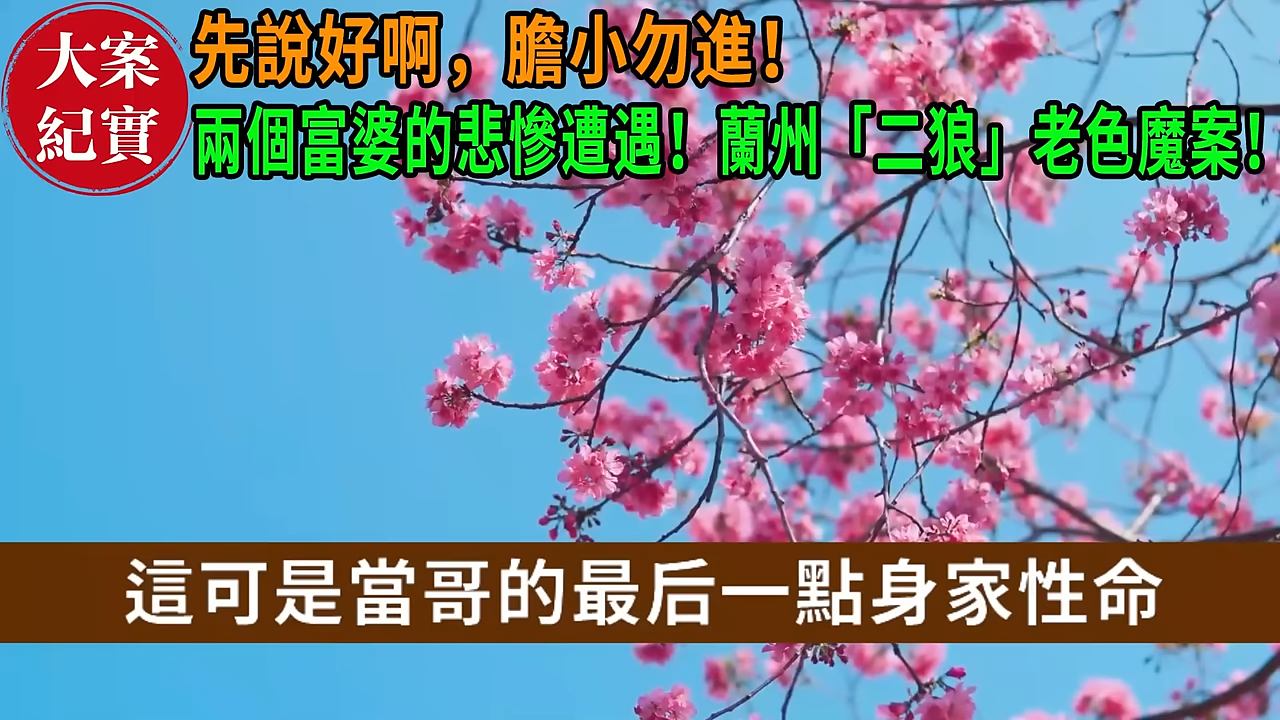 大案
紀實
先說好啊，膽小勿進！
兩個富婆的悲慘遭遇！蘭州「二狼」老色魔案！
這可是當哥的最后一點身家性命